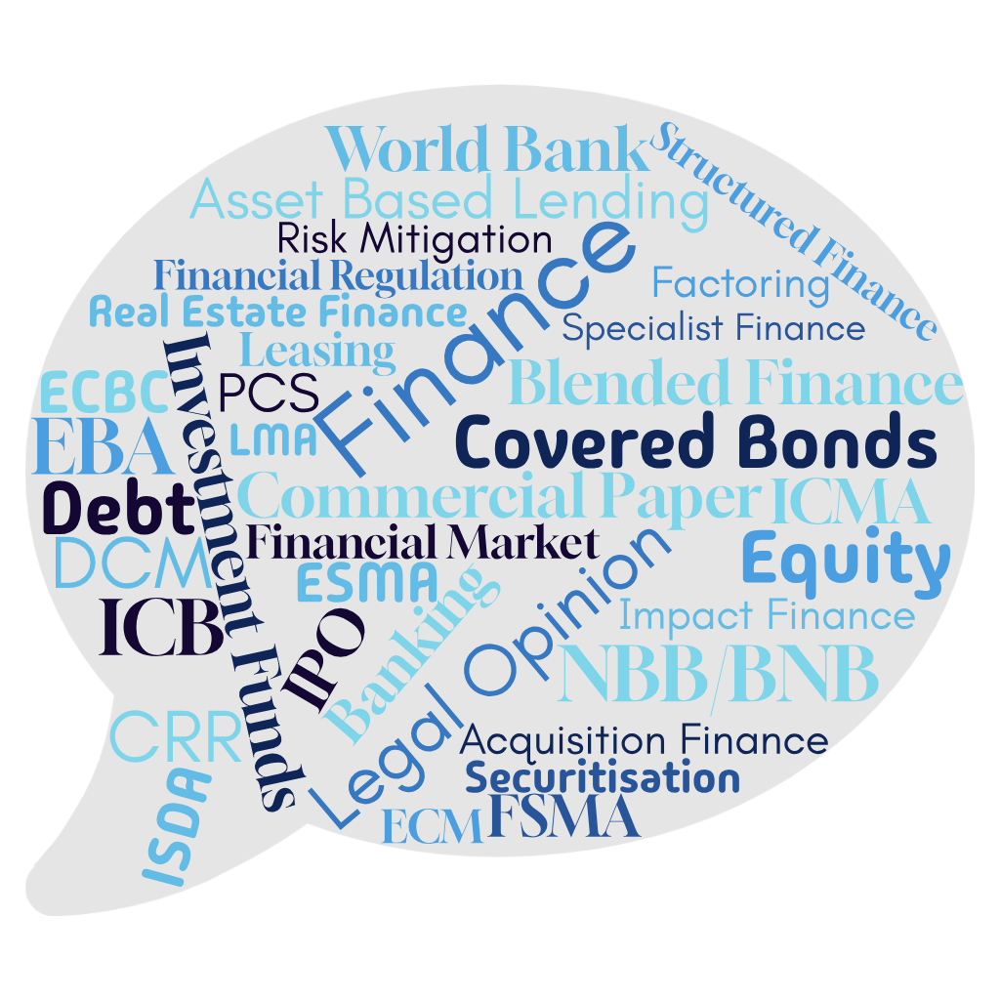 World Bank
Structured Finance
Asset Based Lending
Risk Mitigation
Finance
Financial Regulation
Factoring
Real Estate Finance
Specialist Finance
Leasing
Investment Funds
Blended Finance
ECBC
PCS
EBA
LMA
Covered Bonds
Debt
Commercial Paper
ICMA
Financial Market
DCM
ESMA
Equity
Legal Opinion
Banking
ICB
IPO
Impact Finance
NBB/BNB
CRR
Acquisition Finance
Securitisation
ISDA
ECM
FSMA